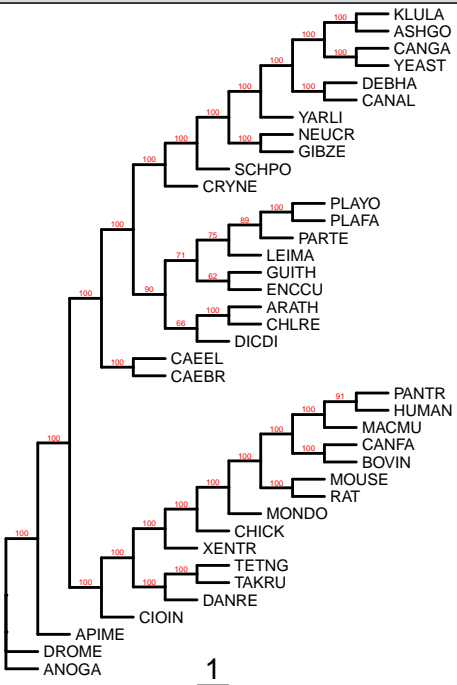 KLULA
100
ASHGO
100
CANGA
100
100
YEAST
100
DEBHA
100
100
CANAL
100
YARLI
100
NEUCR
100
100
GIBZE
SCHPO
100
CRYNE
PLAYO
100
PLAFA
89
PARTE
75
LEIMA
71
GUITH
62
ENCCU
90
ARATH
100
CHLRE
66
DICDI
100
CAEEL
100
CAEBR
PANTR
91
HUMAN
100
MACMU
100
CANFA
100
BOVIN
100
MOUSE
100
RAT
100
MONDO
100
CHICK
100
XENTR
100
TETNG
100
TAKRU
100
DANRE
100
CIOIN
100
APIME
100
DROME
ANOGA
1